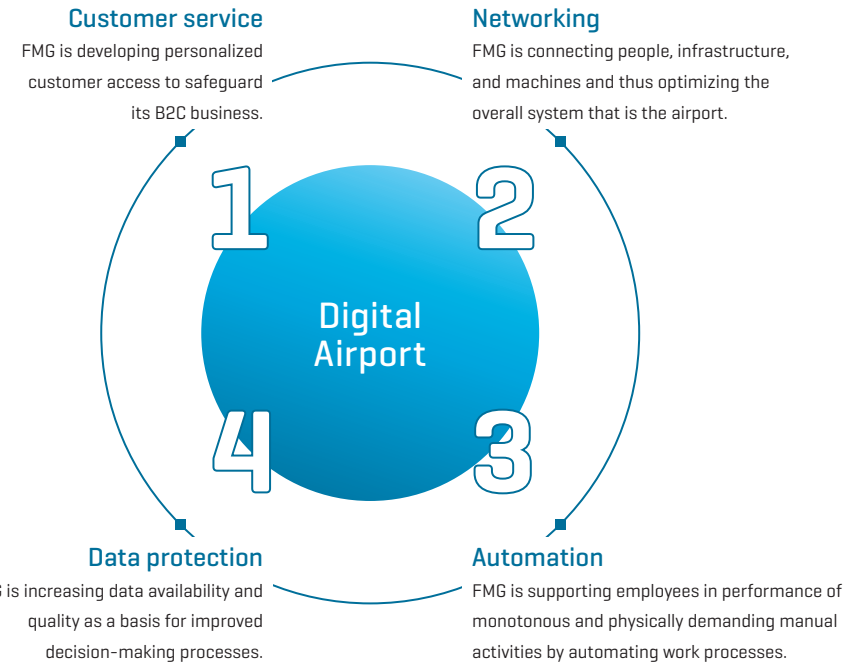 Customer service
FMG is developing personalized
customer access to safeguard
its B2C business.
Networking
FMG is connecting people, infrastructure,
and machines and thus optimizing the
overall system that is the airport.
1
2
Digital
Airport
4
3
Data protection
is increasing data availability and
quality as a basis for improved
decision-making processes.
Automation
FMG is supporting employees in performance of
monotonous and physically demanding manual
activities by automating work processes.